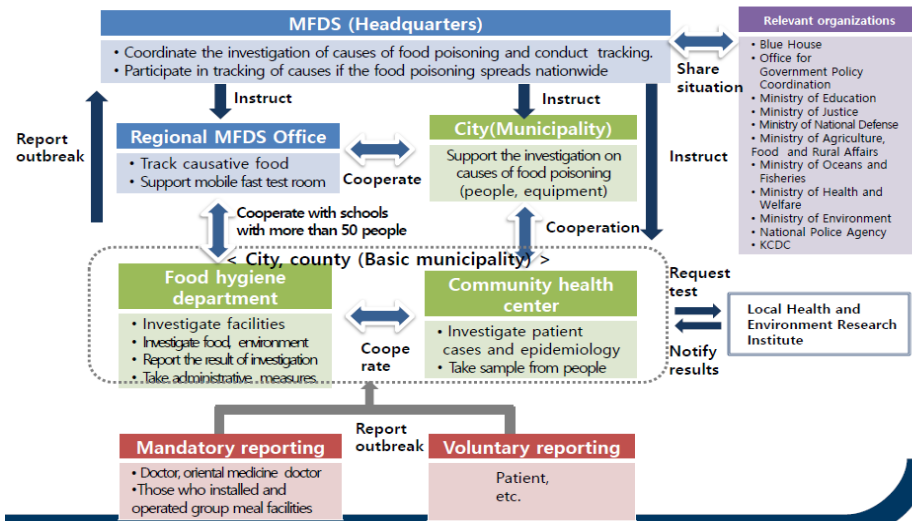 MFDS (Headquarters)
• Coordinate the investigation of causes of food poisoning and conduct tracking.
• Participate in tracking of causes if the food poisoning spreads nationwide
Relevant organizations
• Blue House
• Office for
Government Policy
Coordination
• Ministry of Education
• Ministry of Justice
• Ministry of National Defense
• Ministry of Agriculture,
Food and Rural Affairs
• Ministry of Oceans and
Fisheries
• Ministry of Health and
Welfare
• Ministry of Environment
• National Police Agency
• KCDC
Share
situation
Report
outbreak
Instruct
Instruct
Instruct
Regional MFDS Office
• Track causative food
• Support mobile fast test room
Cooperate
City(Municipality)
Support the investigation on
causes of food poisoning
(people, equipment)
Cooperate with schools
with more than 50 people
Cooperation
< City, county (Basic municipality) >
Food hygiene
department
• Investigate facilities
• Investigate food, environment
• Report the result of investigation
• Take administrative measures
Coope
rate
Community health
center
• Investigate patient
cases and epidemiology
• Take sample from people
Request
test
Notify
results
Local Health and
Environment Research
Institute
Report
outbreak
Mandatory reporting
• Doctor, oriental medicine doctor
•Those who installed and
operated group meal facilities
Voluntary reporting
Patient,
etc.